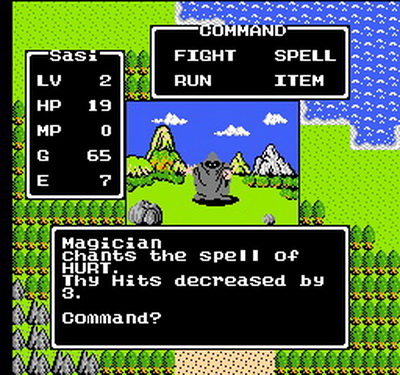 COMMAND
FIGHT SPELL
RUN ITEM
Sasi
LV 2
HP 19
MP 0
G 65
E 7
Magician
chants the spell of
HURT.
Thy Hits decreased by
3.
Command?